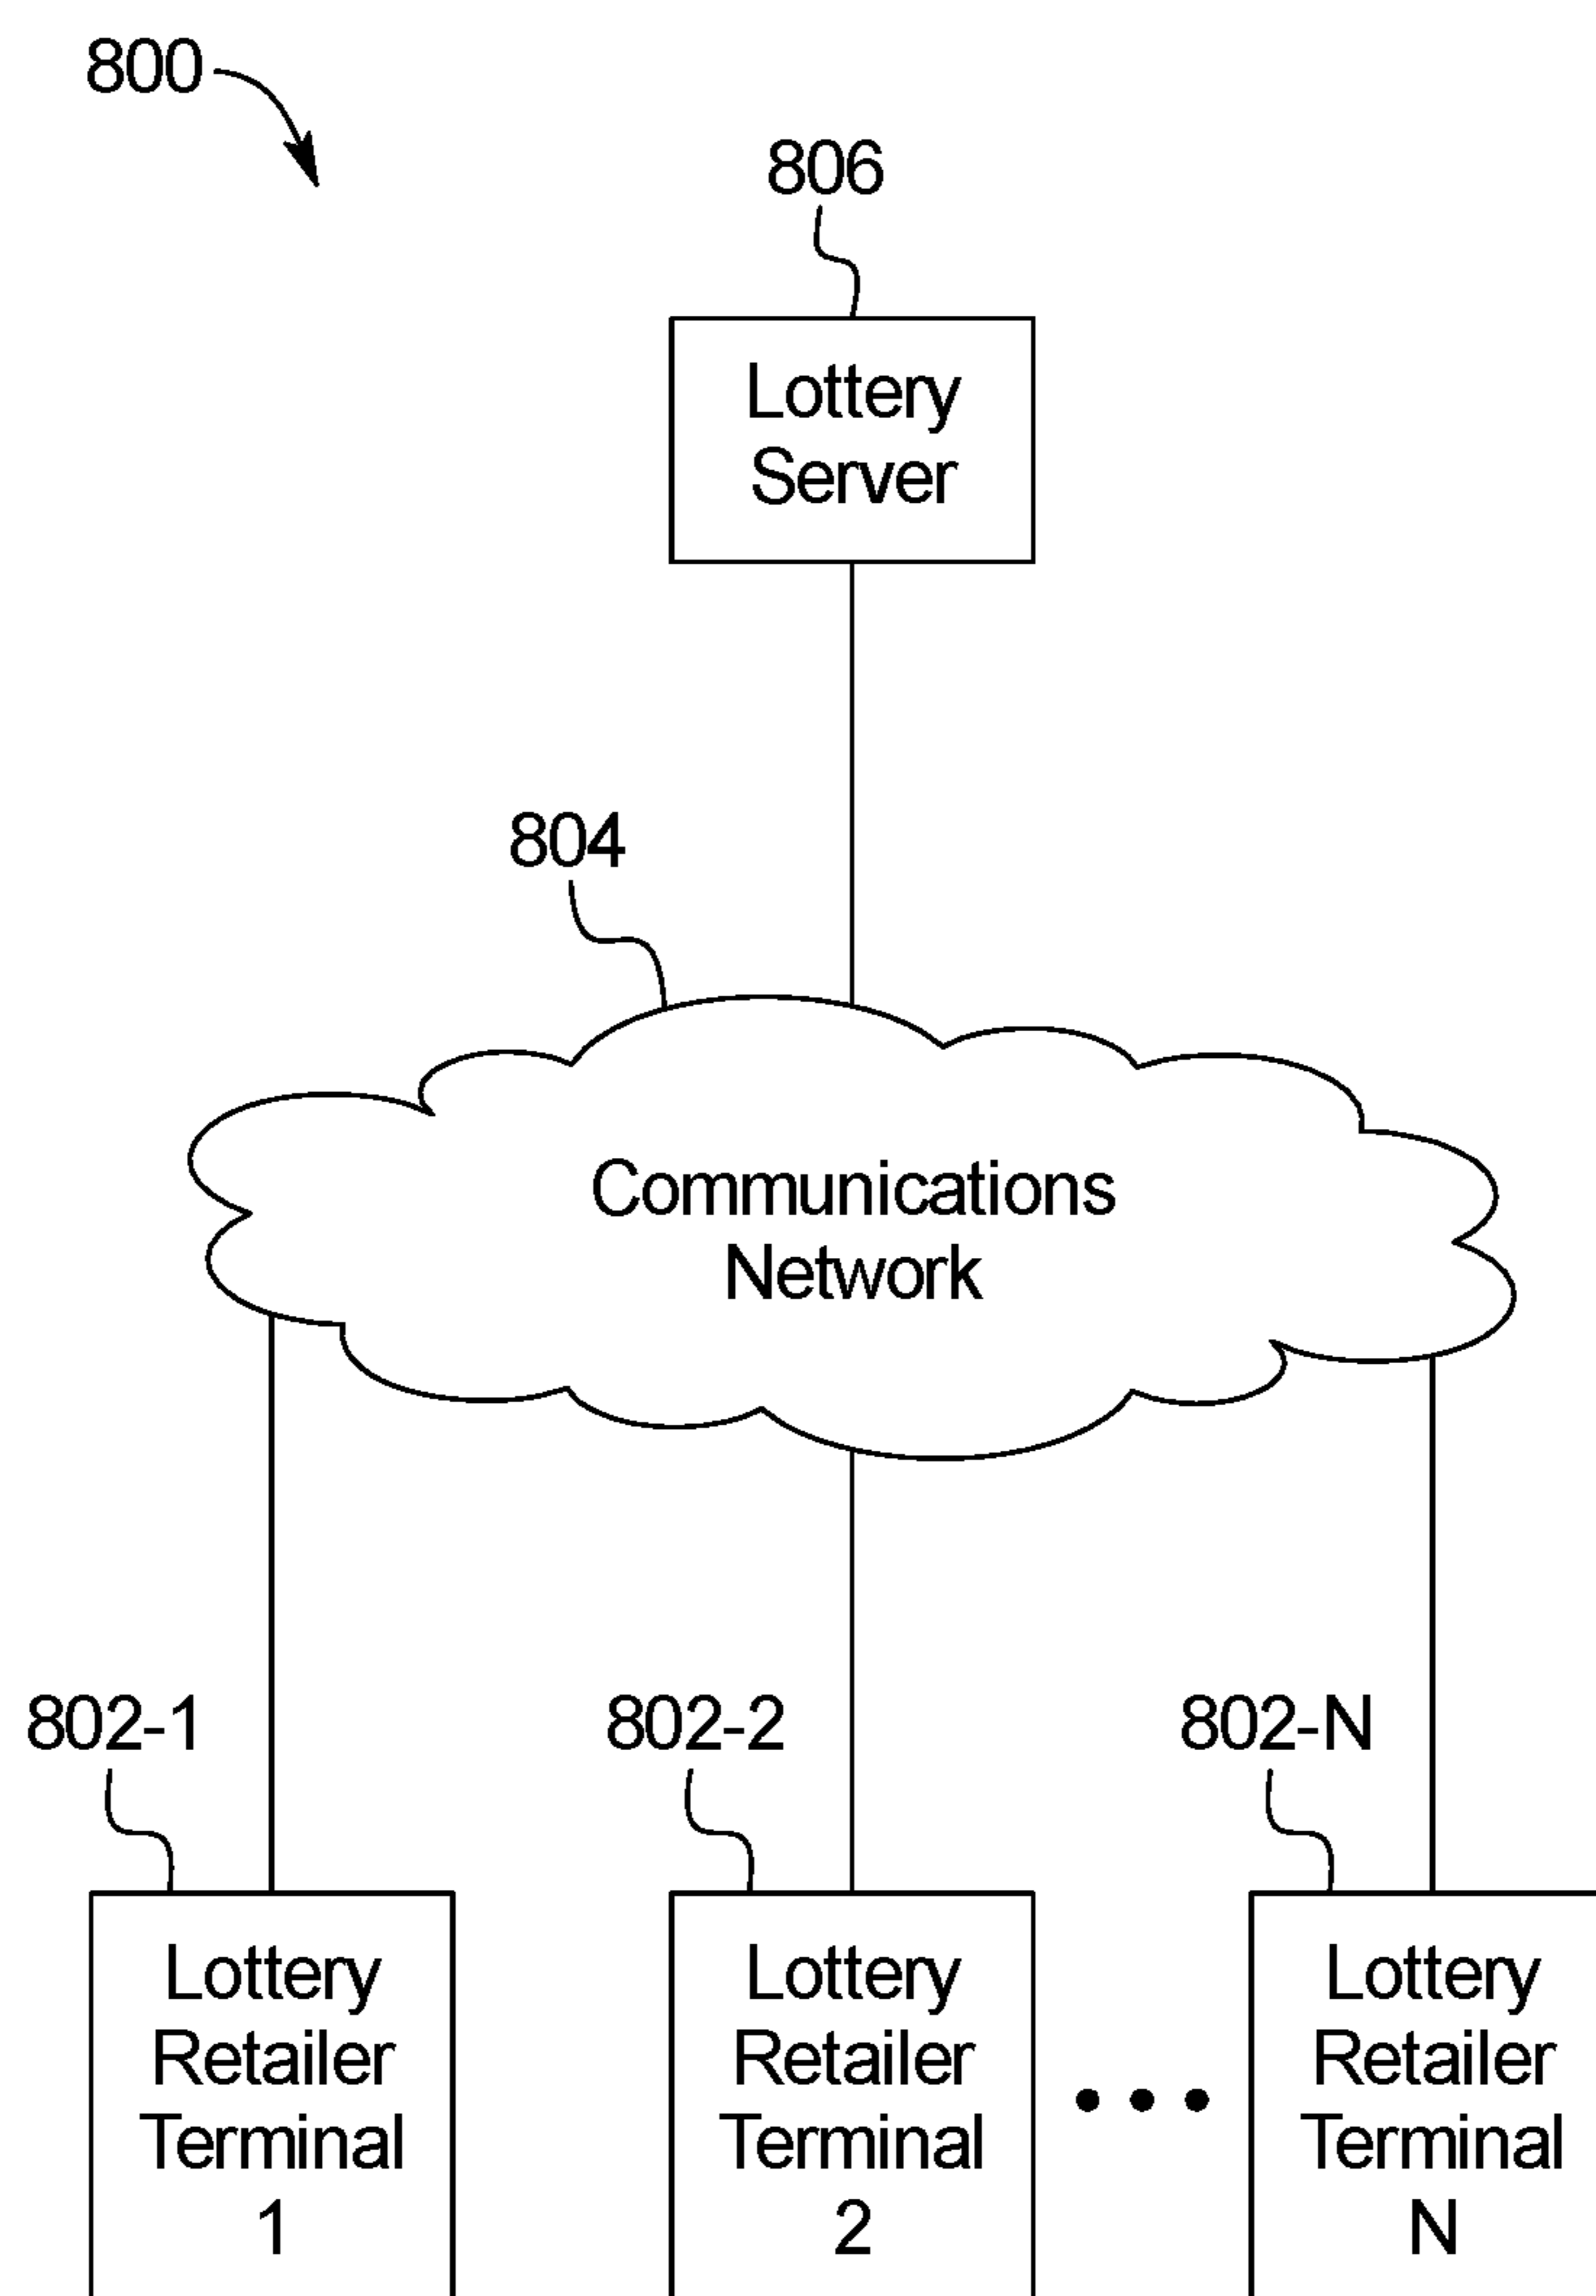 800
806
Lottery
Server
804
Communications
Network
802-1
802-2
802-N
Lottery
Retailer
Terminal
1
Lottery
Retailer
Terminal
2
Lottery
Retailer
Terminal
N